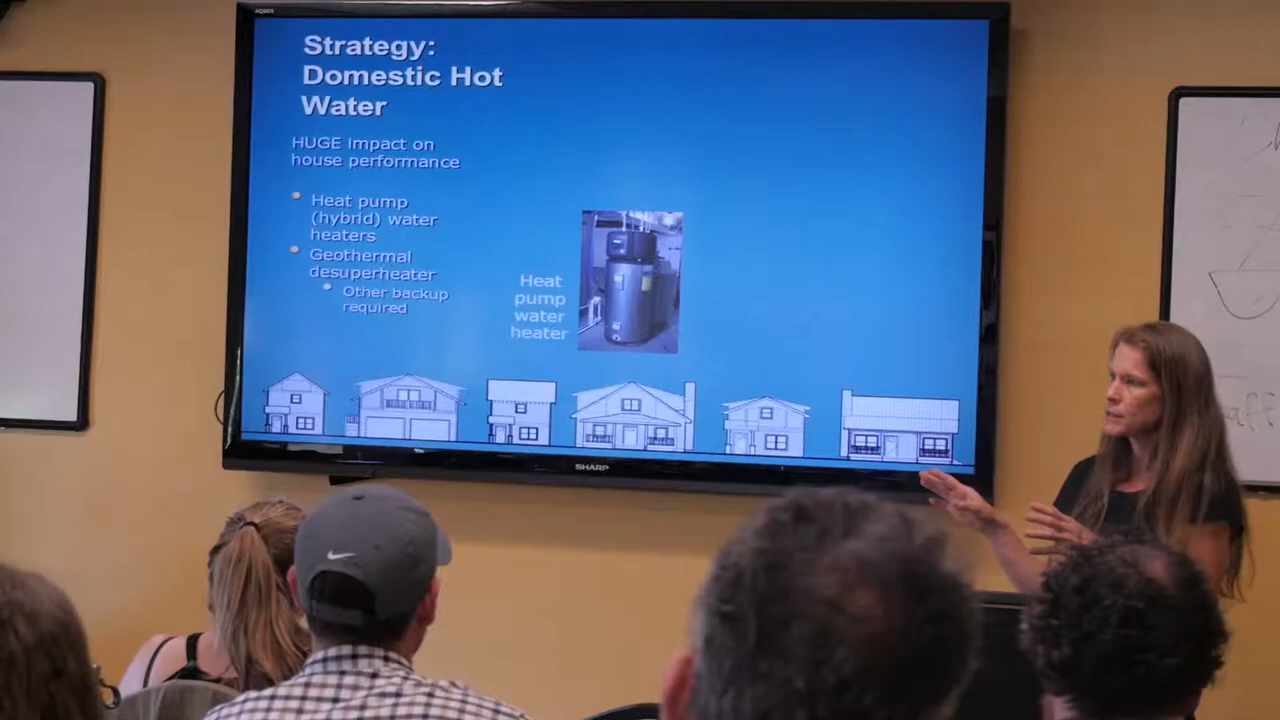 AQUOS
Strategy:
Domestic Hot
Water
HUGE Impact on
house performance
Heat pump
(hybrid) water
heaters
Geothermal
desuperheater
Other backup
required
Heat
pump
water
heater
SHARP